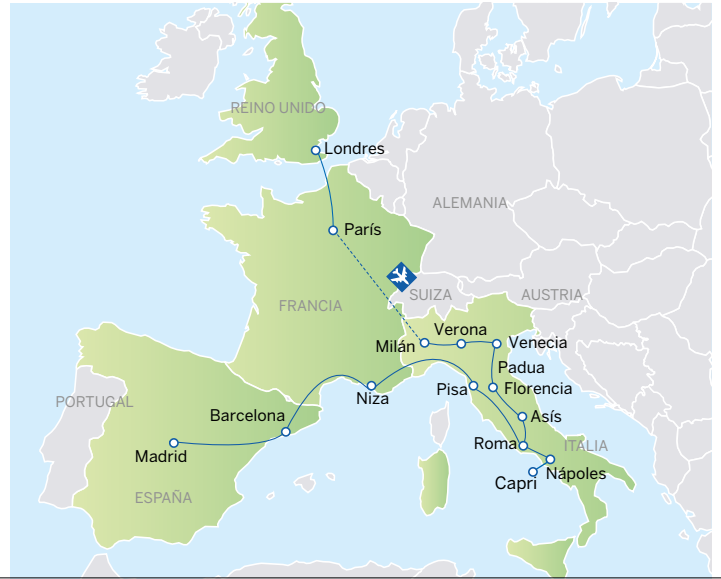 REINO UNIDO
Londres
ALEMANIA
París
FRANCIA
SUIZA
AUSTRIA
Verona
Milán
Venecia
Padua
Pisa
Florencia
Niza
PORTUGAL
Barcelona
Asís
Roma
ITALIA
Madrid
Nápoles
Capri
ESPAÑA